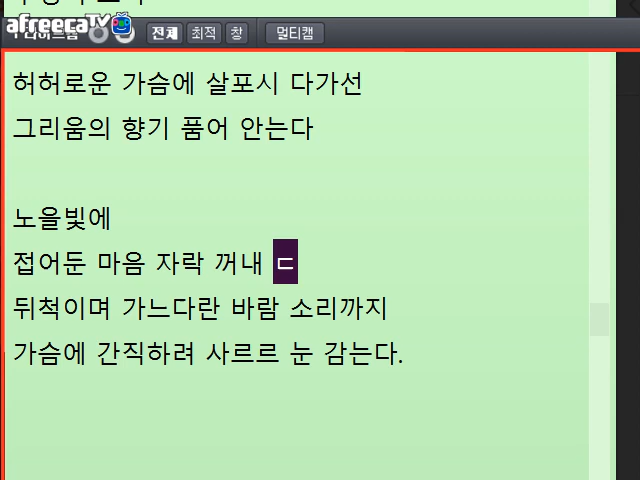 afreecaTV
전체 최적 창 멀티캠
허허로운 가슴에 살포시 다가선
그리움의 향기 품어 안는다
노을빛에
접어둔 마음 자락 꺼내 ㄷ
뒤척이며 가느다란 바람 소리까지
가슴에 간직하려 사르르 눈 감는다.